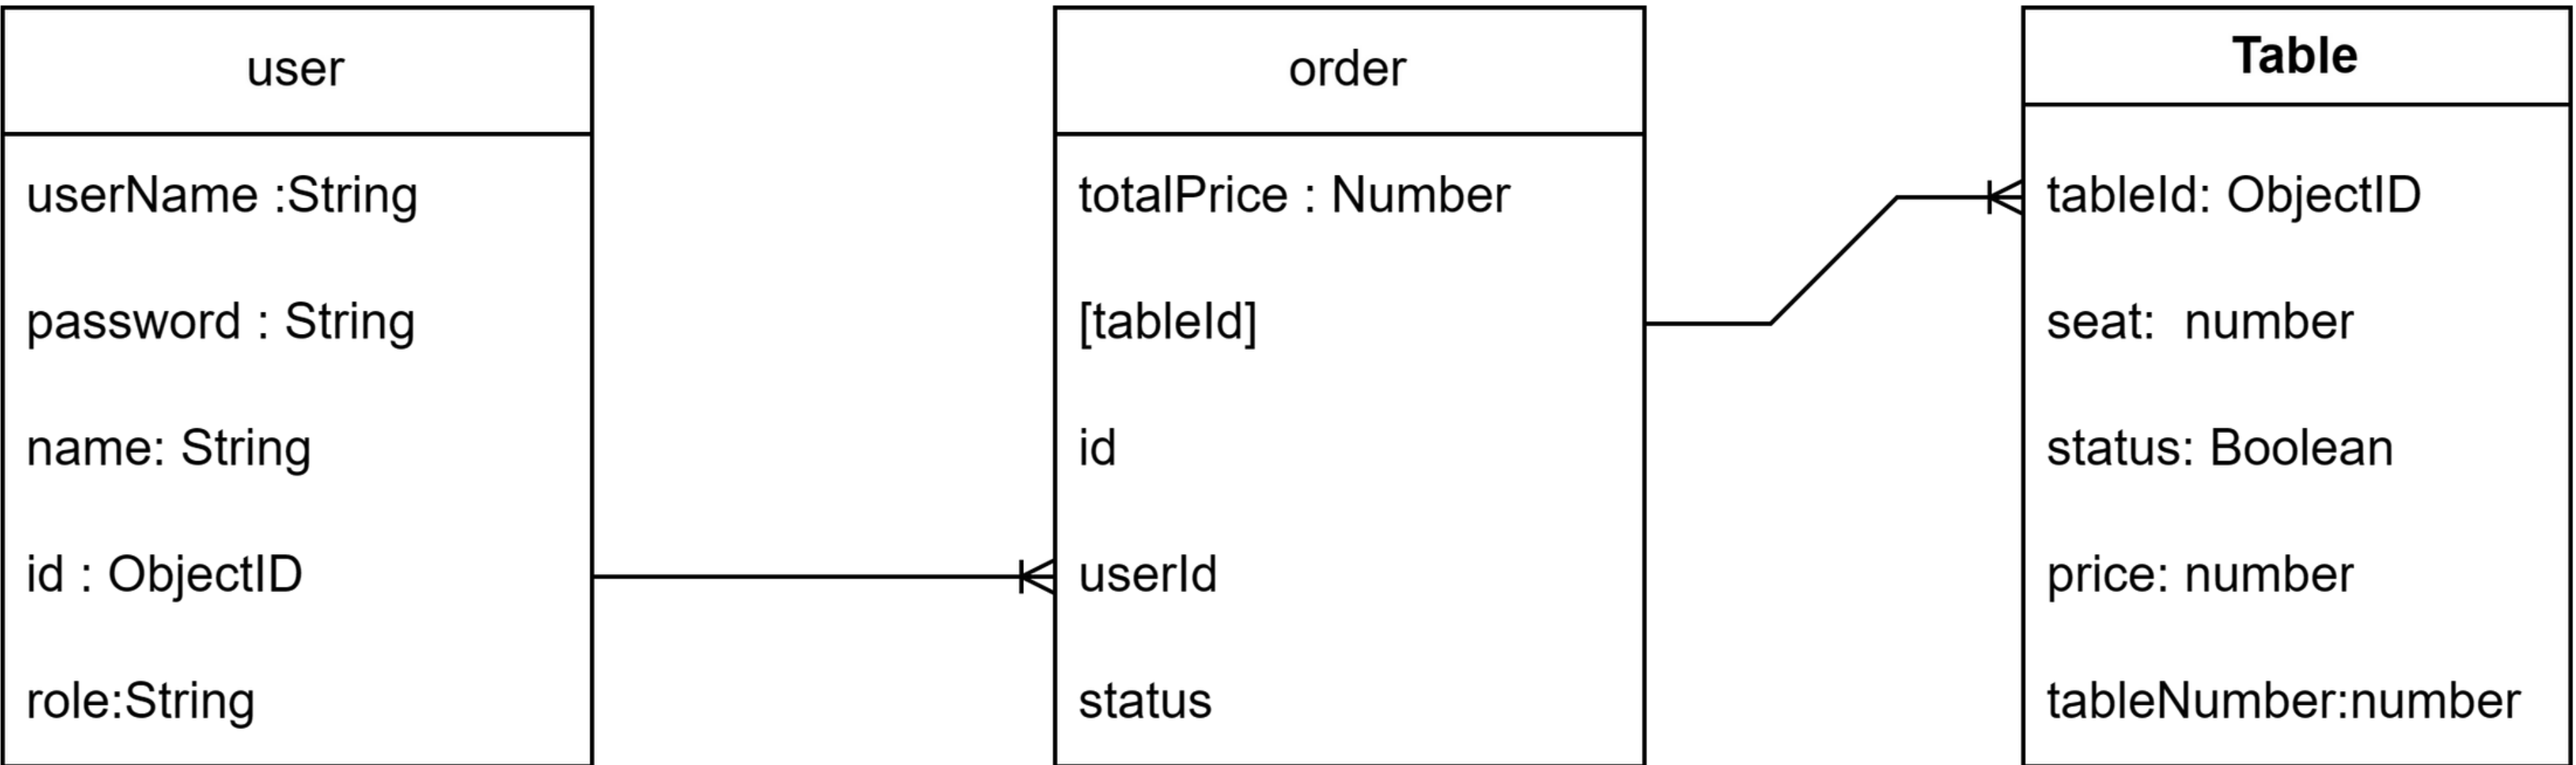 user
userName :String
password : String
name: String
id : ObjectID
role:String
order
totalPrice : Number
[tableId]
id
userId
status
Table
tableId: ObjectID
seat:  number
status: Boolean
price: number
tableNumber:number